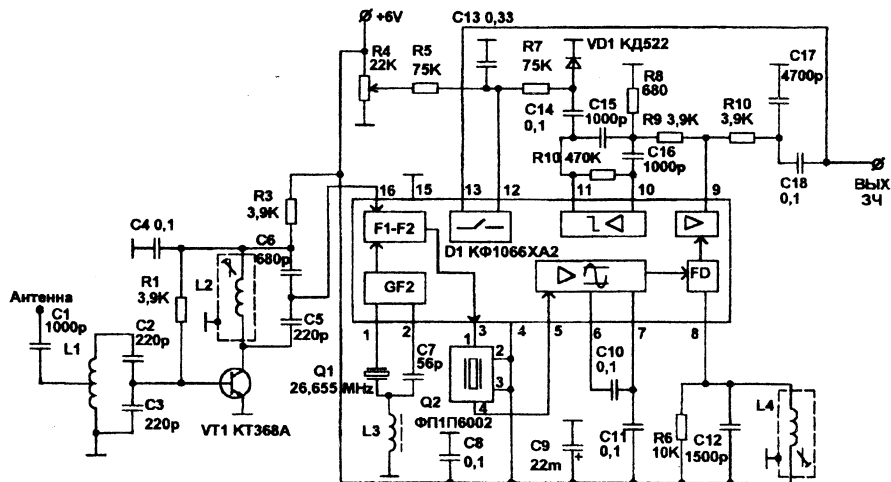 +6V
C13 0,33
R4
22K
R5
75K
R7
75K
VD1 КД522
C17
4700p
R8
680
C14
0,1
C15
1000p
R9 3,9K
R10
3,9K
R10 470K
C16
1000p
C18
0,1
ВЫХ
ЗЧ
R3
3,9K
16
15
13
12
11
10
9
C4 0,1
C6
680p
F1-F2
D1 КФ1066ХА2
R1
3,9K
L2
GF2
FD
Антенна
C1
1000p
L1
C2
220p
C5
220p
1
2
3
4
5
6
7
8
Q1
26,655 MHz
C7
56p
1
2
3
4
Q2
ФП1П6002
C10
0,1
C3
220p
VT1 КТ368А
L3
C8
0,1
C9
22m
+
C11
0,1
R6
10K
C12
1500p
L4